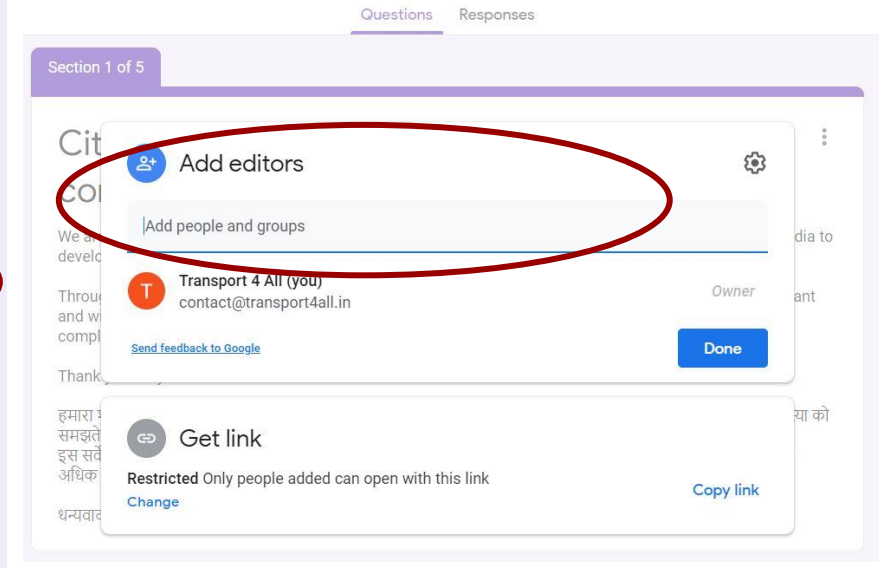 Questions Responses
Section 1 of 5
Cit
Add editors
Add people and groups
We
dia to
develo
Transport 4 All (you)
contact@transport4all.in
Owner
Throu
ant
and wi
compl
Send feedback to Google
Done
Thank
हमारा
या को
समझते
Get link
इस सर्वे
अधिक
Restricted Only people added can open with this link
Change
Copy link
धन्यवाद